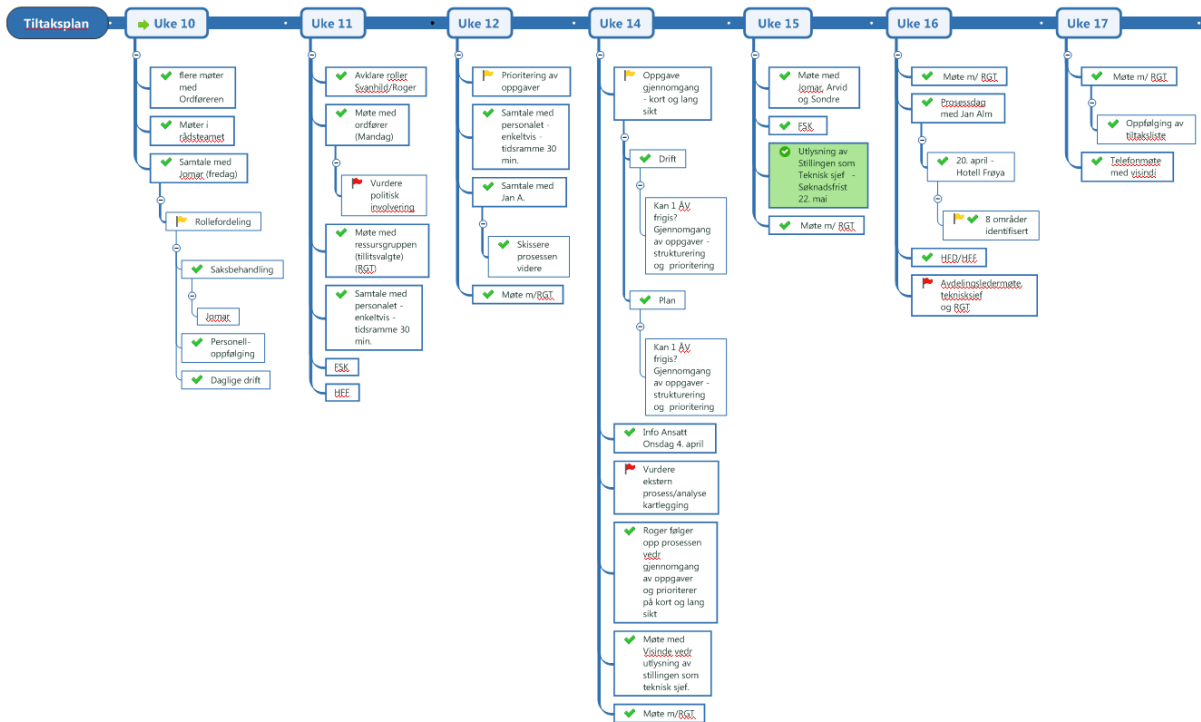 Tiltaksplan
Uke 10
flere møter
med
Ordføreren
Møter i
rådsteamet
Samtale med
Jomar (fredag)
Rollefordeling
Saksbehandling
Jomar
Personell-
oppfølging
Daglige drift
Uke 11
Avklare roller
Svanhild/Roger
Møte med
ordfører
(Mandag)
Vurdere
politisk
involvering
Møte med
ressursgruppen
(tillitsvalgte)
(RGT)
Samtale med
personalet -
enkeltvis -
tidsramme 30
min.
FSK
HFF
Uke 12
Prioritering av
oppgaver
Samtale med
personalet -
enkeltvis -
tidsramme 30
min.
Samtale med
Jan A.
Skissere
prosessen
videre
Møte m/RGT
Uke 14
Oppgave
gjennomgang
- kort og lang
sikt
Drift
Kan 1 ÅV
frigis?
Gjennomgang
av oppgaver -
strukturering
og prioritering
Plan
Kan 1 ÅV
frigis?
Gjennomgang
av oppgaver -
strukturering
og prioritering
Info Ansatt
Onsdag 4. april
Vurdere
ekstern
prosess/analyse
kartlegging
Roger følger
opp prosessen
vedr
gjennomgang
av oppgaver
og prioriterer
på kort og lang
sikt
Møte med
Visinde vedr
utlysning av
stillingen som
teknisk sjef.
Møte m/RGT
Uke 15
Møte med
Jomar, Arvid
og Sondre
FSK
Utlysning av
Stillingen som
Teknisk sjef -
Søknadsfrist
22. mai
Møte m/ RGT
Uke 16
Møte m/ RGT
Prosessdag
med Jan Alm
20. april -
Hotell Frøya
8 områder
identifisert
HFD/HFF
Avdelingsledermøte,
teknisksjef
og RGT
Uke 17
Møte m/ RGT
Oppfølging av
tiltaksliste
Telefonmøte
med visindi